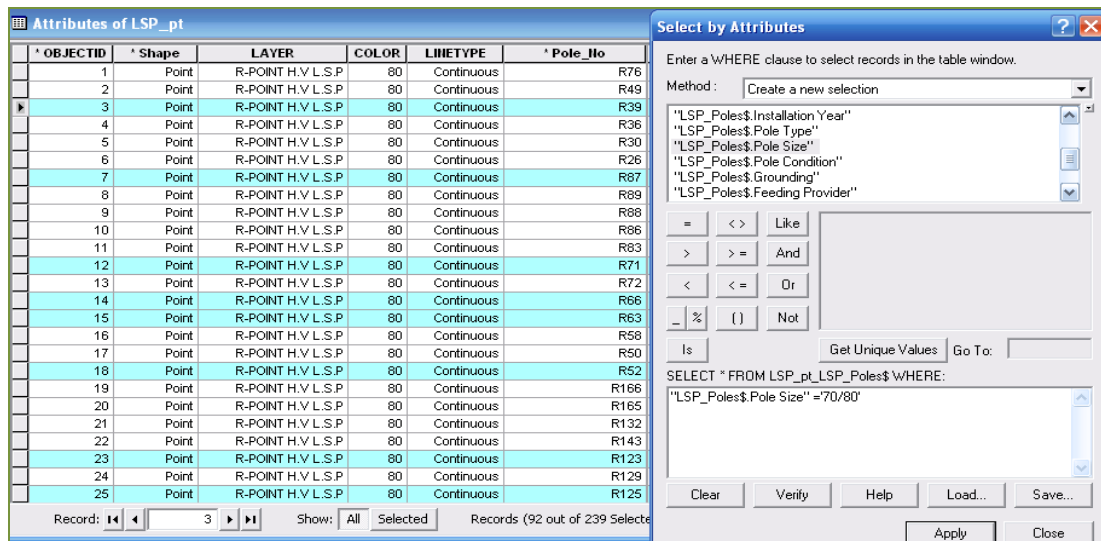 Attributes of LSP_pt
* OBJECTID * Shape LAYER COLOR LINETYPE * Pole_No
1 Point R-POINT H.V L.S.P 80 Continuous R76
2 Point R-POINT H.V L.S.P 80 Continuous R49
3 Point R-POINT H.V L.S.P 80 Continuous R39
4 Point R-POINT H.V L.S.P 80 Continuous R36
5 Point R-POINT H.V L.S.P 80 Continuous R30
6 Point R-POINT H.V L.S.P 80 Continuous R26
7 Point R-POINT H.V L.S.P 80 Continuous R87
8 Point R-POINT H.V L.S.P 80 Continuous R89
9 Point R-POINT H.V L.S.P 80 Continuous R88
10 Point R-POINT H.V L.S.P 80 Continuous R86
11 Point R-POINT H.V L.S.P 80 Continuous R83
12 Point R-POINT H.V L.S.P 80 Continuous R71
13 Point R-POINT H.V L.S.P 80 Continuous R72
14 Point R-POINT H.V L.S.P 80 Continuous R66
15 Point R-POINT H.V L.S.P 80 Continuous R63
16 Point R-POINT H.V L.S.P 80 Continuous R58
17 Point R-POINT H.V L.S.P 80 Continuous R50
18 Point R-POINT H.V L.S.P 80 Continuous R52
19 Point R-POINT H.V L.S.P 80 Continuous R166
20 Point R-POINT H.V L.S.P 80 Continuous R165
21 Point R-POINT H.V L.S.P 80 Continuous R132
22 Point R-POINT H.V L.S.P 80 Continuous R143
23 Point R-POINT H.V L.S.P 80 Continuous R123
24 Point R-POINT H.V L.S.P 80 Continuous R129
25 Point R-POINT H.V L.S.P 80 Continuous R125
Record: 3 Show: All Selected Records (92 out of 239 Selecte
Select by Attributes
Enter a WHERE clause to select records in the table window.
Method : Create a new selection
"LSP_Poles$.Installation Year"
"LSP_Poles$.Pole Type"
"LSP_Poles$.Pole Size"
"LSP_Poles$.Pole Condition"
"LSP_Poles$.Grounding"
"LSP_Poles$.Feeding Provider"
= < > Like
> > = And
< < = Or
_ % ( ) Not
Is Get Unique Values Go To:
SELECT * FROM LSP_pt_LSP_Poles$ WHERE:
"LSP_Poles$.Pole Size" ='70/80'
Clear Verify Help Load... Save...
Apply Close